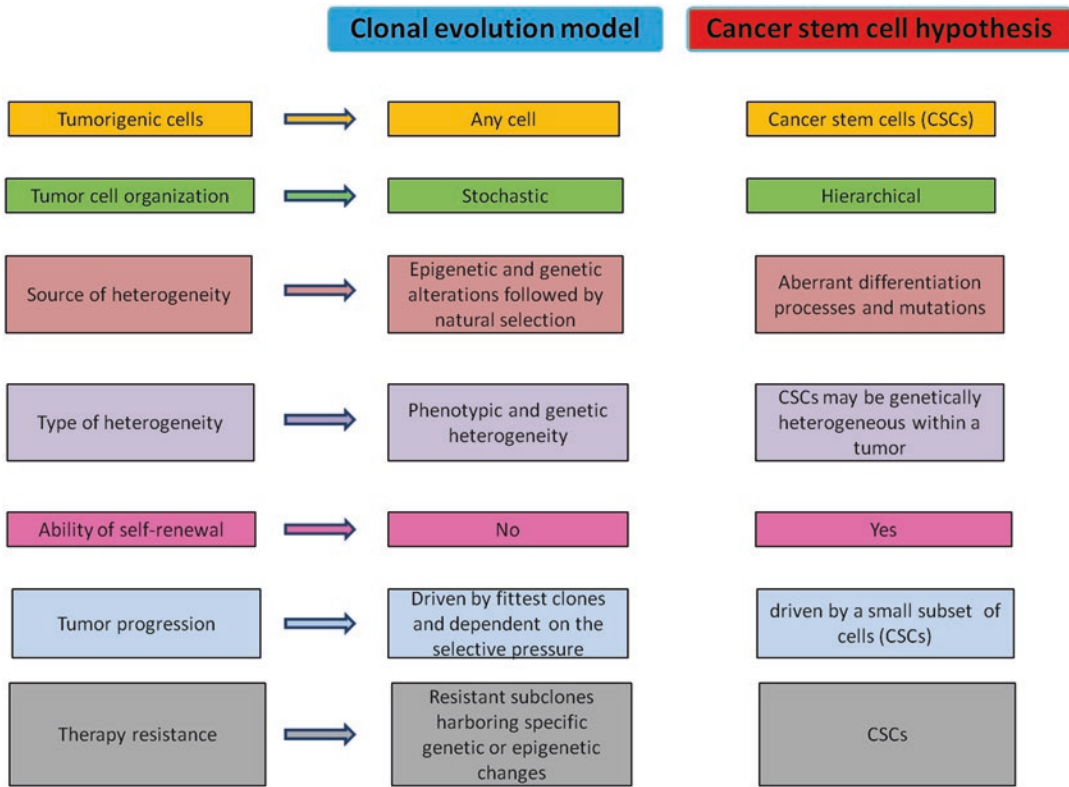 Clonal evolution model
Cancer stem cell hypothesis
Tumorigenic cells
Any cell
Cancer stem cells (CSCs)
Tumor cell organization
Stochastic
Hierarchical
Source of heterogeneity
Epigenetic and genetic
alterations followed by
natural selection
Aberrant differentiation
processes and mutations
Type of heterogeneity
Phenotypic and genetic
heterogeneity
CSCs may be genetically
heterogeneous within a
tumor
Ability of self-renewal
No
Yes
Tumor progression
Driven by fittest clones
and dependent on the
selective pressure
driven by a small subset of
cells (CSCs)
Therapy resistance
Resistant subclones
harboring specific
genetic or epigenetic
changes
CSCs